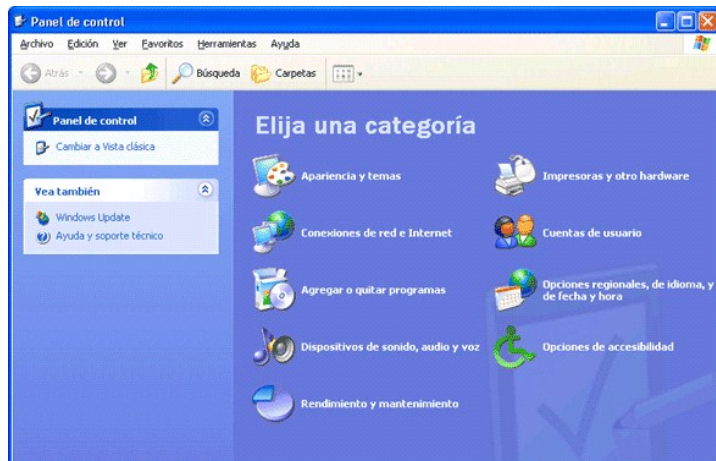 Panel de control
Archivo Edición Ver Favoritos Herramientas Ayuda
Atrás Búsqueda Carpetas
Panel de control
Cambiar a Vista clásica
Vea también
Windows Update
Ayuda y soporte técnico
Elija una categoría
Apariencia y temas
Impresoras y otro hardware
Conexiones de red e Internet
Cuentas de usuario
Agregar o quitar programas
Opciones regionales, de idioma, y
de fecha y hora
Dispositivos de sonido, audio y voz
Opciones de accesibilidad
Rendimiento y mantenimiento